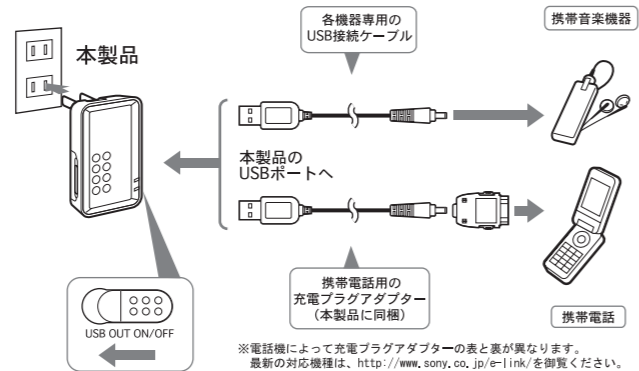 各機器専用の
USB接続ケーブル
携帯音楽機器
本製品
本製品の
USBポートへ
携帯電話用の
充電プラグアダプター
（本製品に同梱）
携帯電話
USB OUT ON/OFF
※電話機によって充電プラグアダプターの表と裏が異なります。
最新の対応機種は、http://www.sony.co.jp/e-link/を御覧ください。